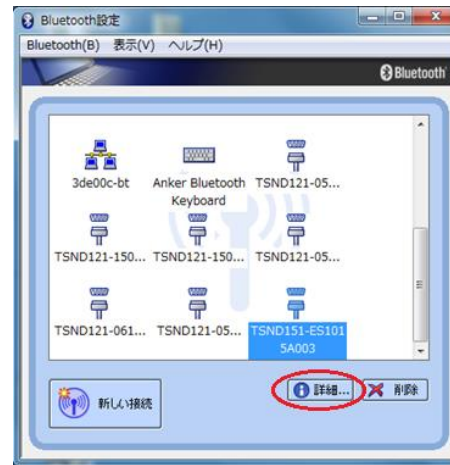 Bluetooth設定
Bluetooth(B) 表示(V) ヘルプ(H)
Bluetooth
3de00c-bt
Anker Bluetooth
Keyboard
TSND121-05...
TSND121-150...
TSND121-150...
TSND121-05...
TSND121-061...
TSND121-05...
TSND151-ES101
5A003
新しい接続
詳細...
削除